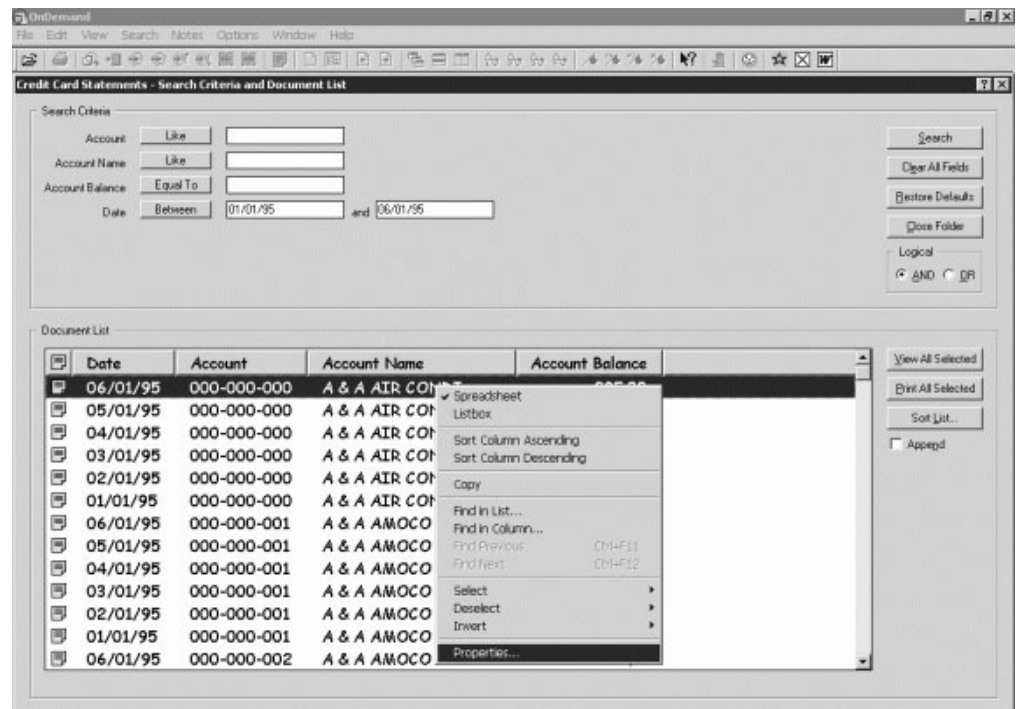 OnDemand
File Edit View Search Notes Options Window Help
Credit Card Statements - Search Criteria and Document List
Search Criteria
Account Like
Account Name Like
Account Balance Equal To
Date Between 01/01/95 and 06/01/95
Search
Clear All Fields
Restore Defaults
Close Folder
Logical
AND OR
Document List
Date Account Account Name Account Balance
06/01/95 000-000-000 A & A AIR
05/01/95 000-000-000 A & A AIR
04/01/95 000-000-000 A & A AIR
03/01/95 000-000-000 A & A AIR
02/01/95 000-000-000 A & A AIR
01/01/95 000-000-000 A & A AIR
06/01/95 000-000-001 A & A AMOCO
05/01/95 000-000-001 A & A AMOCO
04/01/95 000-000-001 A & A AMOCO
03/01/95 000-000-001 A & A AMOCO
02/01/95 000-000-001 A & A AMOCO
01/01/95 000-000-001 A & A AMOCO
06/01/95 000-000-002 A & A AMOCO
Spreadsheet
Listbox
Sort Column Ascending
Sort Column Descending
Copy
Find in List...
Find in Column...
Find Previous Ctrl+F11
Find Next Ctrl+F12
Select
Deselect
Invert
Properties...
View All Selected
Print All Selected
Sort List...
Append